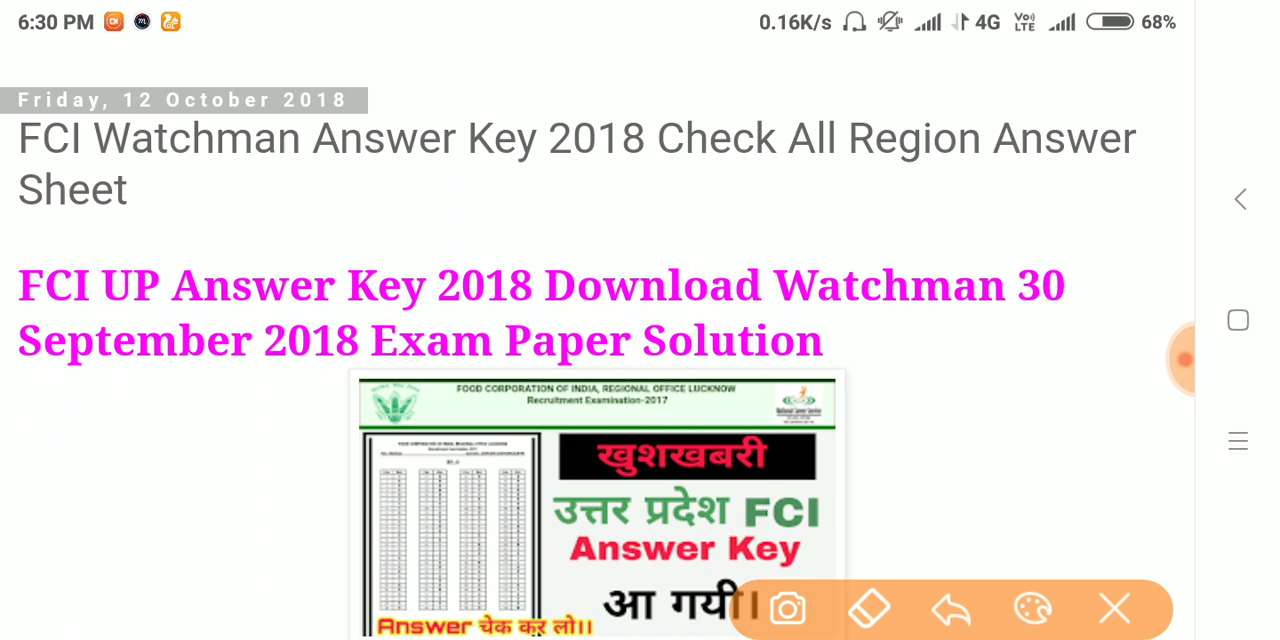 6:30 PM 0.16K/s 4G Vo) LTE 68%
Friday, 12 October 2018
FCI Watchman Answer Key 2018 Check All Region Answer
Sheet
FCI UP Answer Key 2018 Download Watchman 30
September 2018 Exam Paper Solution
FOOD CORPORATION OF INDIA, REGIONAL OFFICE LUCKNOW
Recruitment Examination-2017
खुशखबरी
उत्तर प्रदेश FCI
Answer Key
आ गयी।
Answer चेक कर लो।।